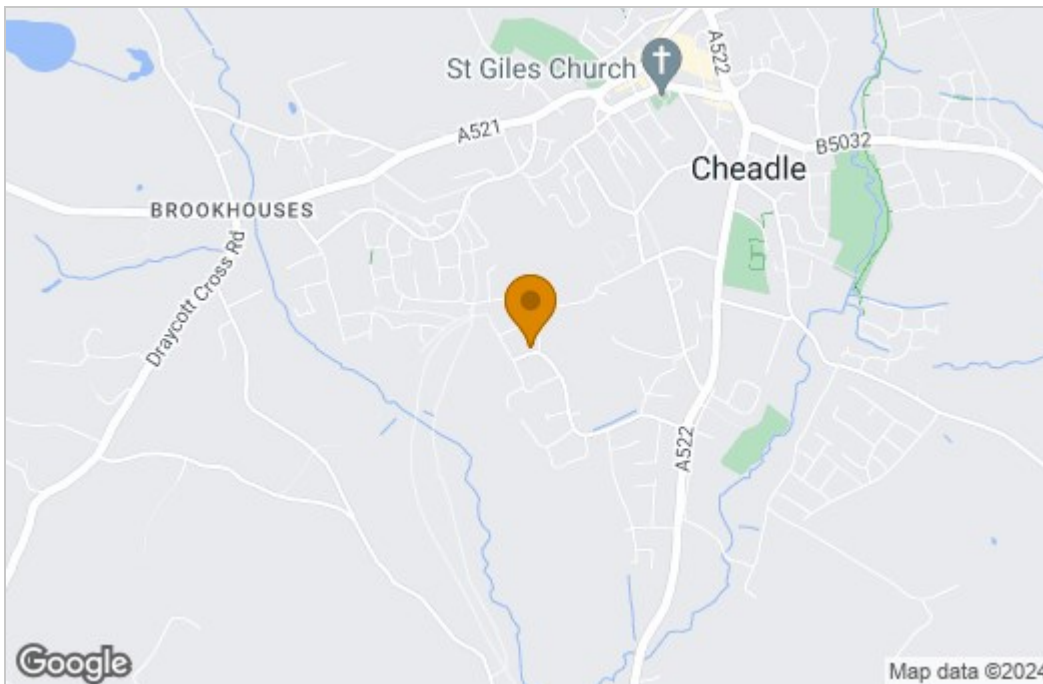 A522
St Giles Church
A521
B5032
Cheadle
BROOKHOUSES
Draycott Cross Rd
A522
Google
Map data ©2024